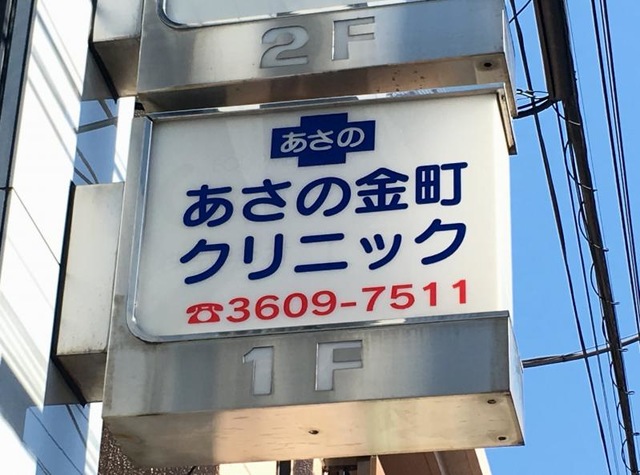 2F
あさの
あさの金町
クリニック
☎3609-7511
1F